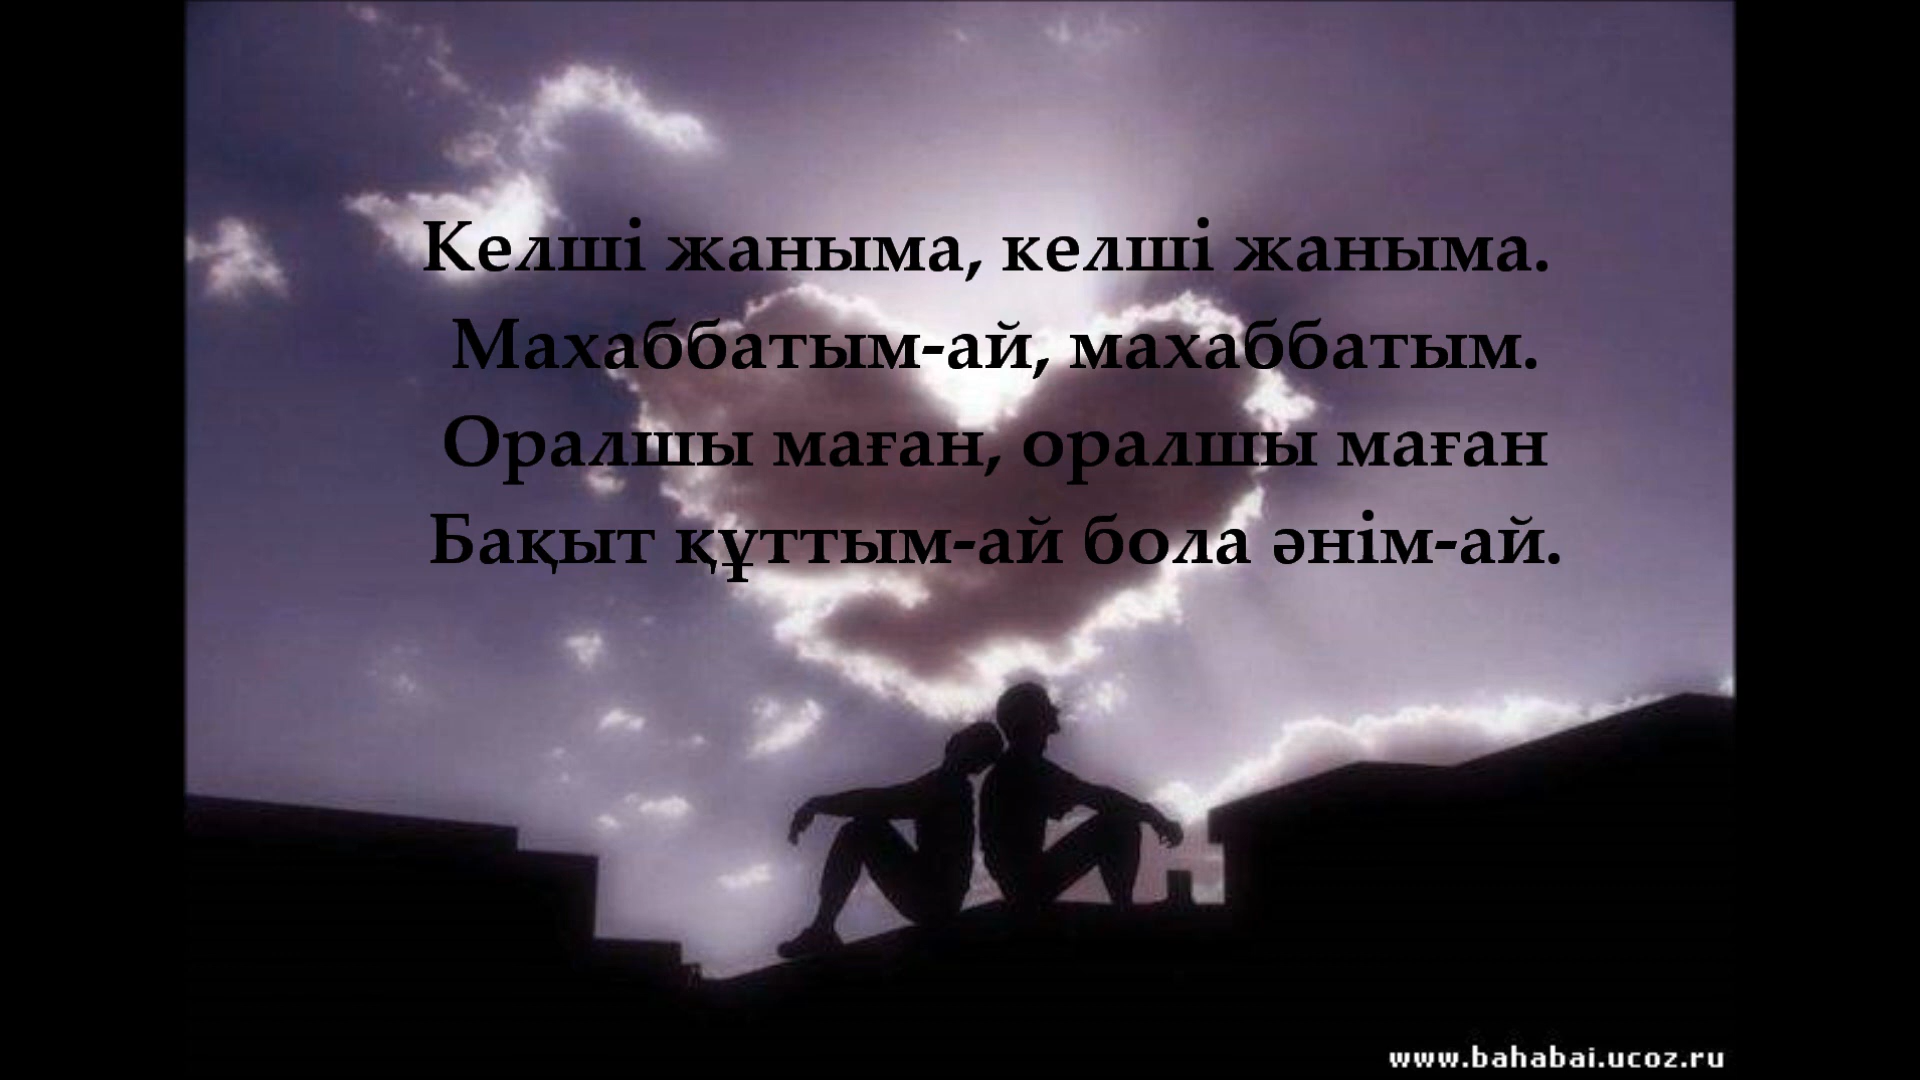 Келші жаныма, келші жаныма.
Махаббатым-ай, махаббатым.
Оралшы маған, оралшы маған
Бақыт құттым-ай бола әнім-ай.
www.bahabai.ucoz.ru